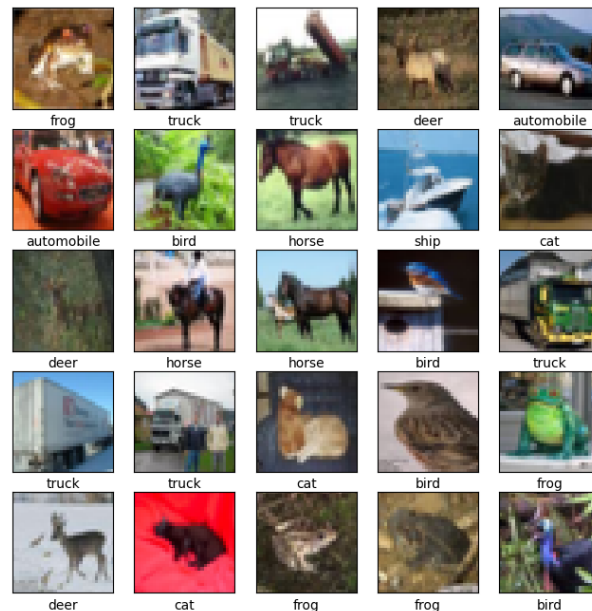 frog truck truck deer automobile
automobile bird horse ship cat
deer horse horse bird truck
truck truck cat bird frog
deer cat frog frog bird